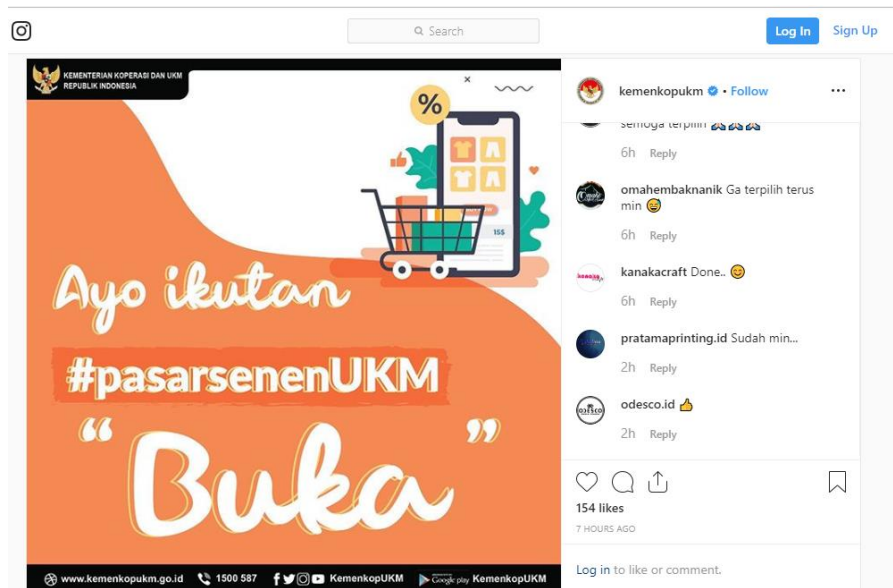 Search
Log In
Sign Up
KEMENTERIAN KOPERASI DAN UKM
REPUBLIK INDONESIA
%
15$
Ayo ikutan
#pasarsenenUKM
“Buka”
www.kemenkopukm.go.id 1500 587 KemenkopUKM Google play KemenkopUKM
kemenkopukm • Follow
semoga terpilih 🙏🙏🙏
6h Reply
omahembaknanik Ga terpilih terus
min 😅
6h Reply
kanakacraft Done.. 😊
6h Reply
pratamaprinting.id Sudah min...
2h Reply
ODESCO
odesco.id 👍
2h Reply
154 likes
7 HOURS AGO
Log in to like or comment.